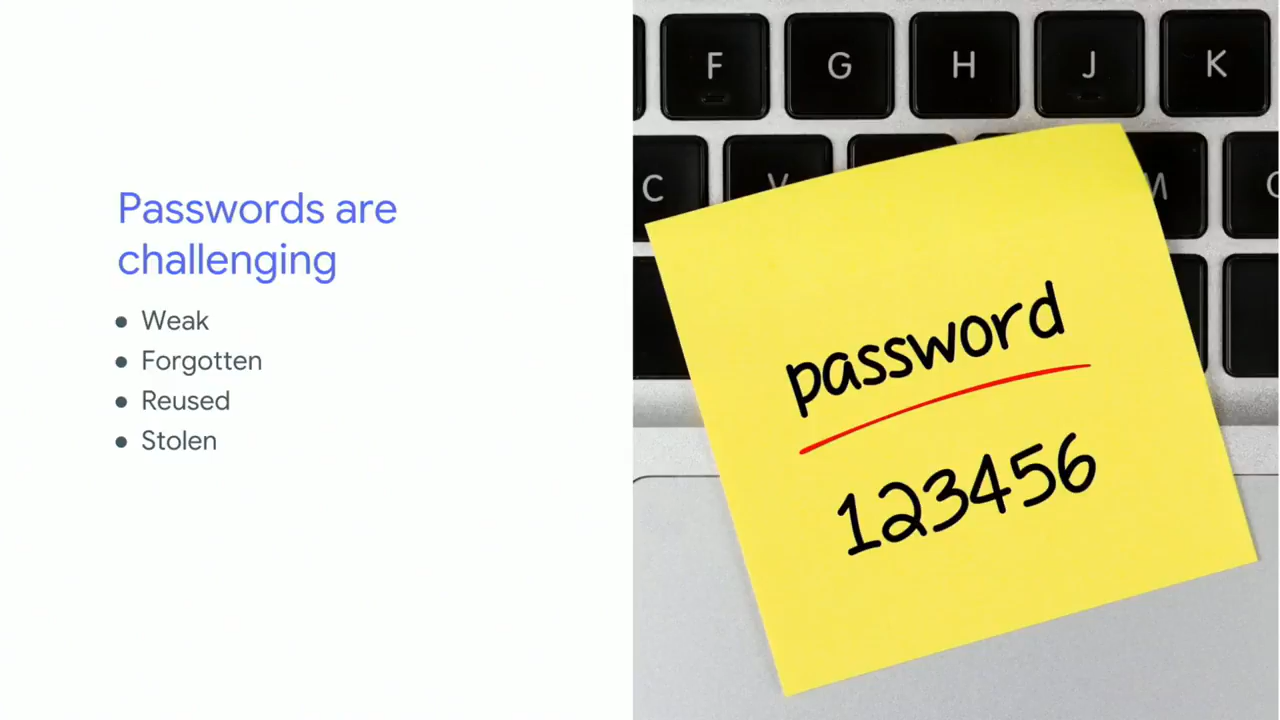 Passwords are
challenging
• Weak
• Forgotten
• Reused
• Stolen
F G H J K
C V M
password
123456